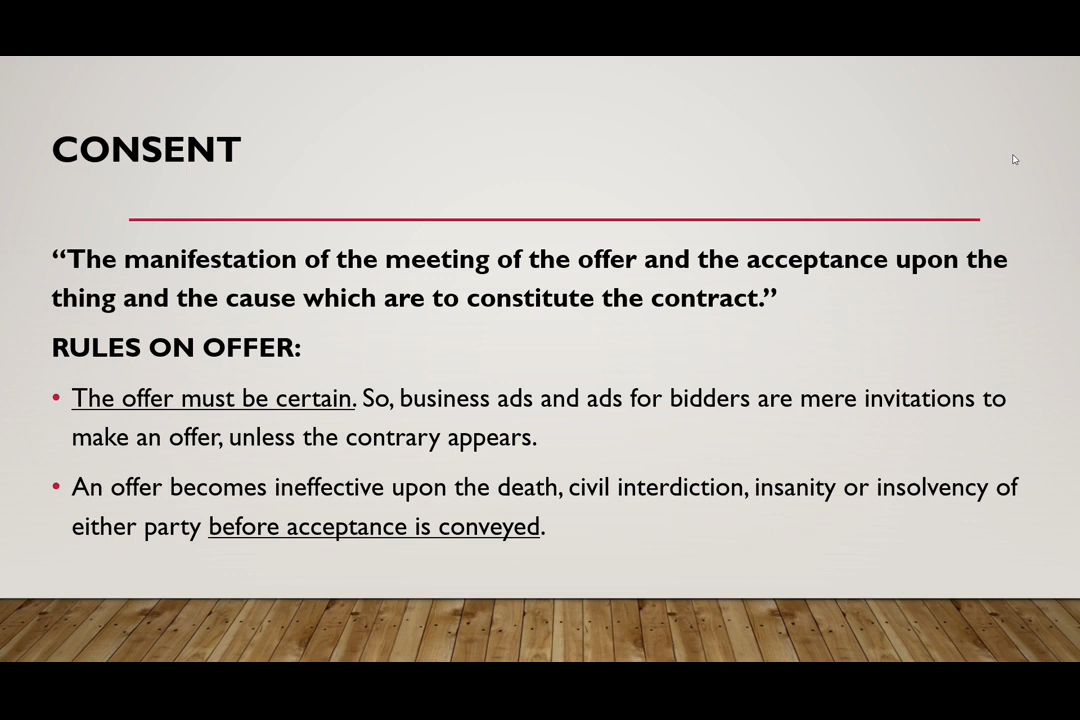 CONSENT
“The manifestation of the meeting of the offer and the acceptance upon the
thing and the cause which are to constitute the contract.”
RULES ON OFFER:
• The offer must be certain. So, business ads and ads for bidders are mere invitations to
make an offer, unless the contrary appears.
• An offer becomes ineffective upon the death, civil interdiction, insanity or insolvency of
either party before acceptance is conveyed.